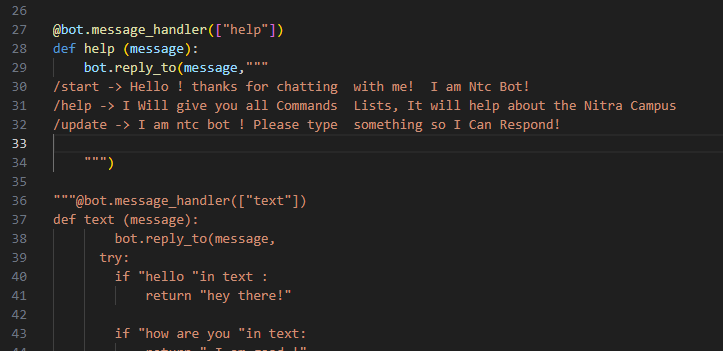 26
27 @bot.message_handler(["help"])
28 def help (message):
29 bot.reply_to(message,"""
30 /start -> Hello ! thanks for chatting  with me!  I am Ntc Bot!
31 /help -> I Will give you all Commands  Lists, It will help about the Nitra Campus
32 /update -> I am ntc bot ! Please type  something so I Can Respond!
33
34 """)
35
36 """@bot.message_handler(["text"])
37 def text (message):
38 bot.reply_to(message,
39 try:
40 if "hello "in text :
41 return "hey there!"
42
43 if "how are you "in text:
44 return " I am good !"